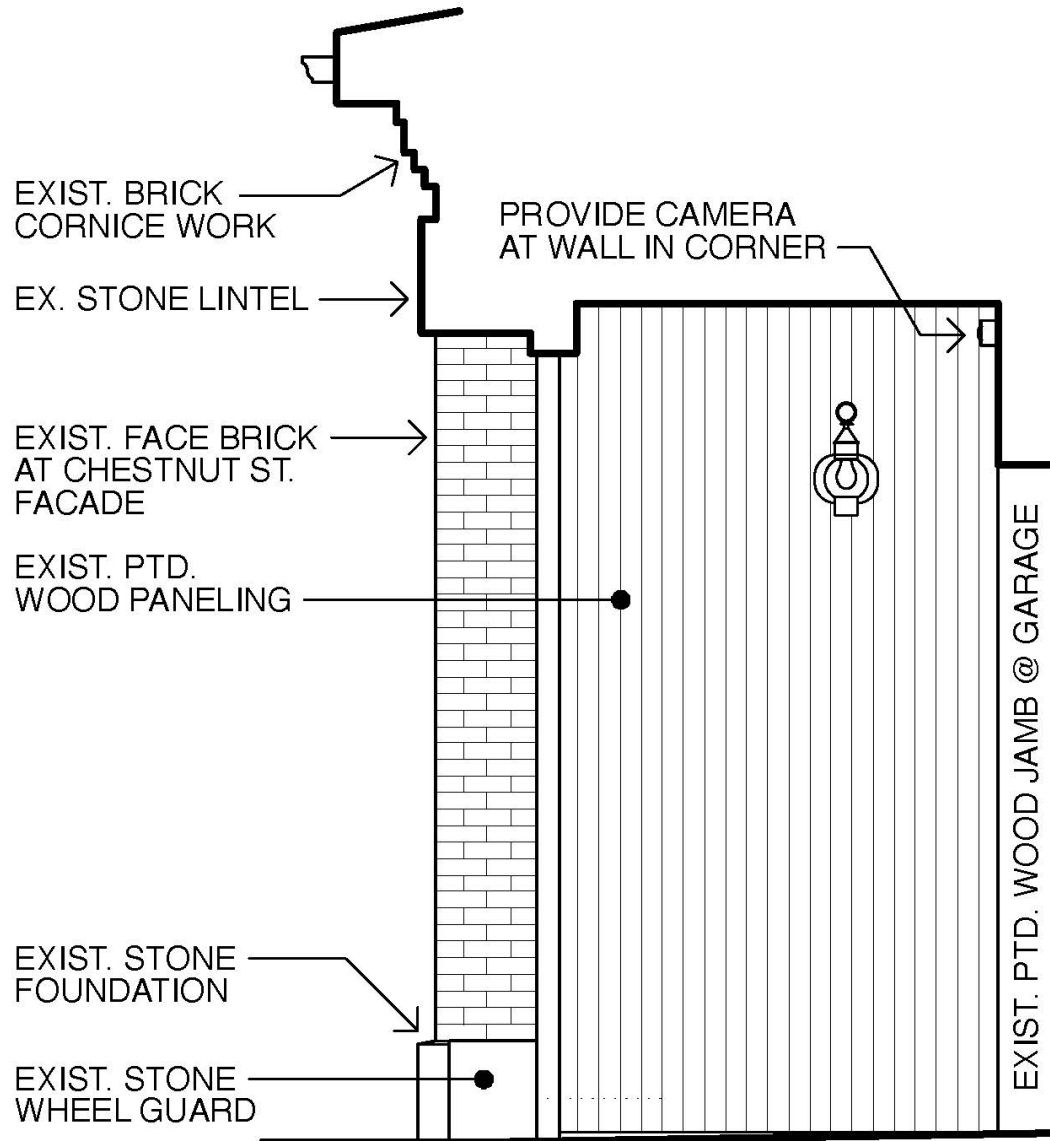 EXIST. BRICK
CORNICE WORK
PROVIDE CAMERA
AT WALL IN CORNER
EX. STONE LINTEL
EXIST. FACE BRICK
AT CHESTNUT ST.
FACADE
EXIST. PTD.
WOOD PANELING
EXIST. PTD. WOOD JAMB @ GARAGE
EXIST. STONE
FOUNDATION
EXIST. STONE
WHEEL GUARD